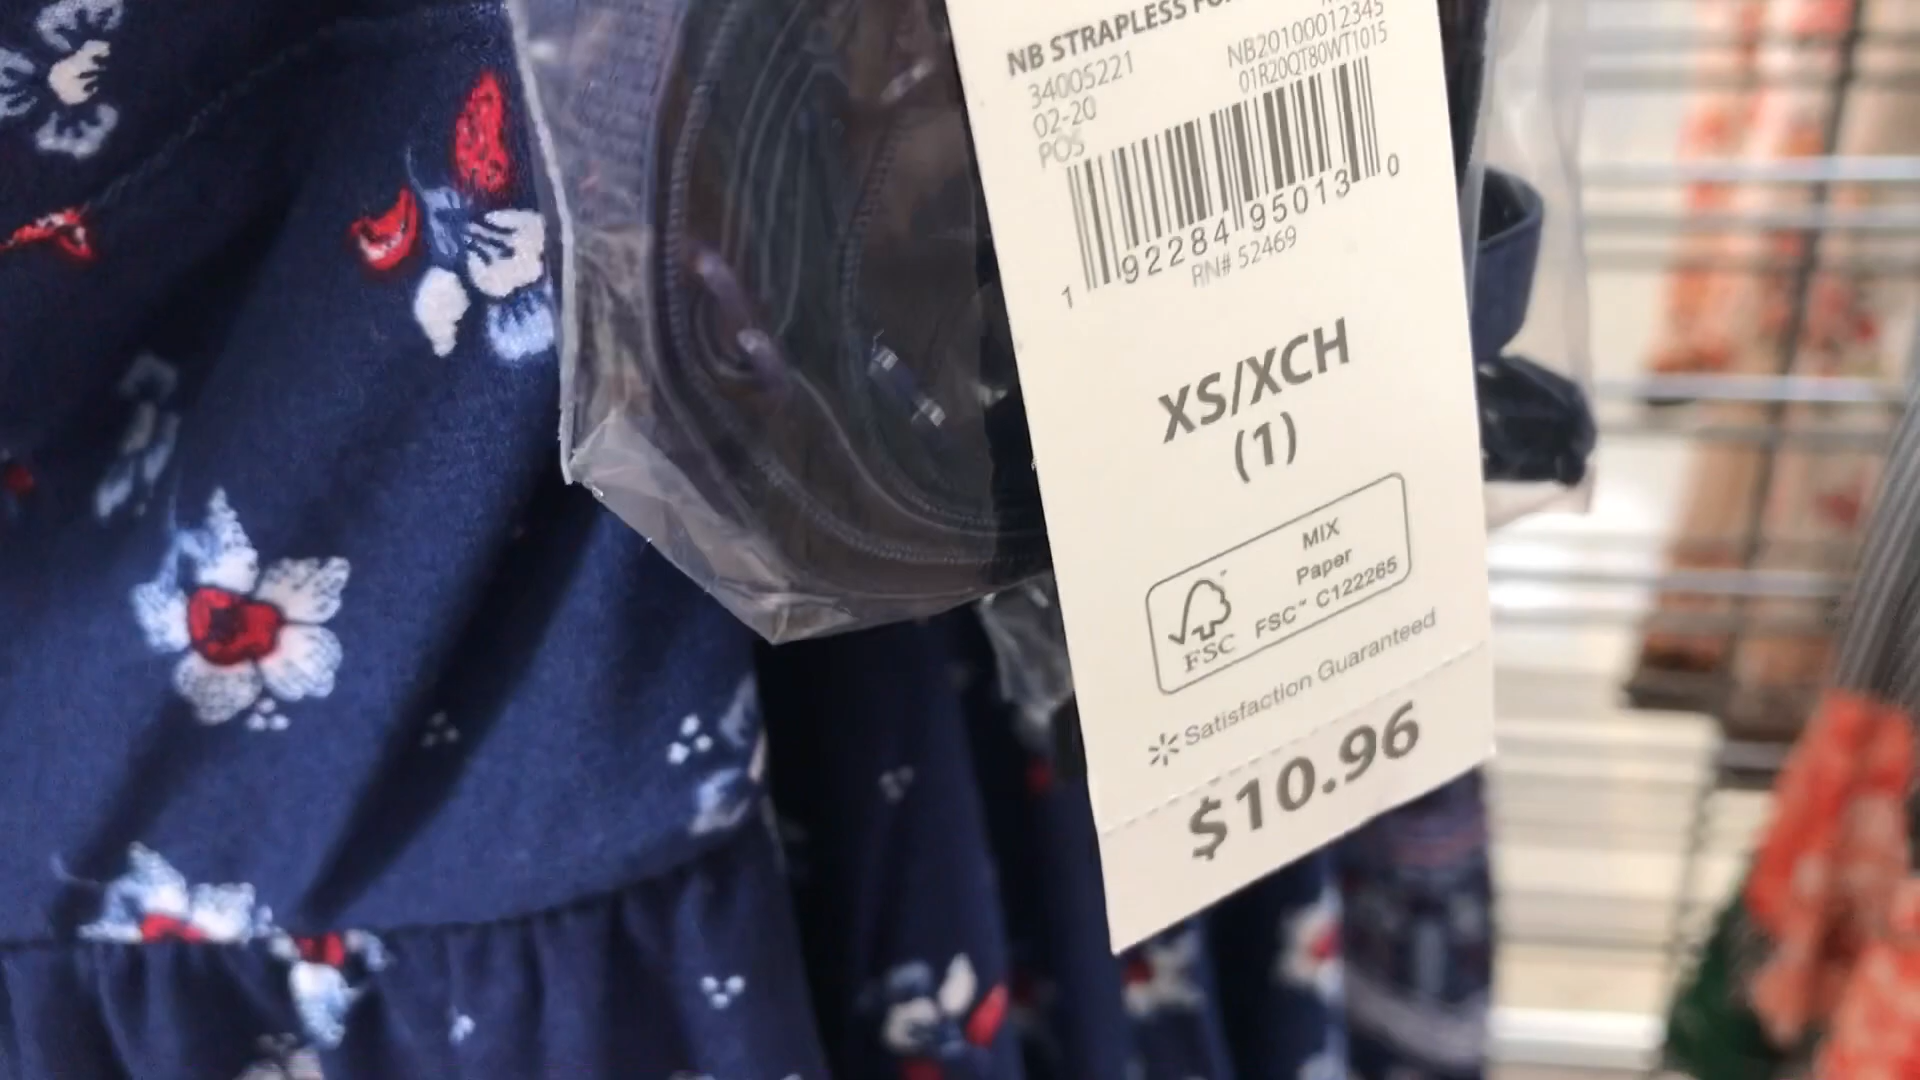 NB STRAPLESS
34005221
NB20100012345
02-20
01R20QT80WT1015
POS
1 92284 95013 0
RN# 52469
XS/XCH
(1)
MIX
Paper
FSC™ C122265
FSC
Satisfaction Guaranteed
$10.96